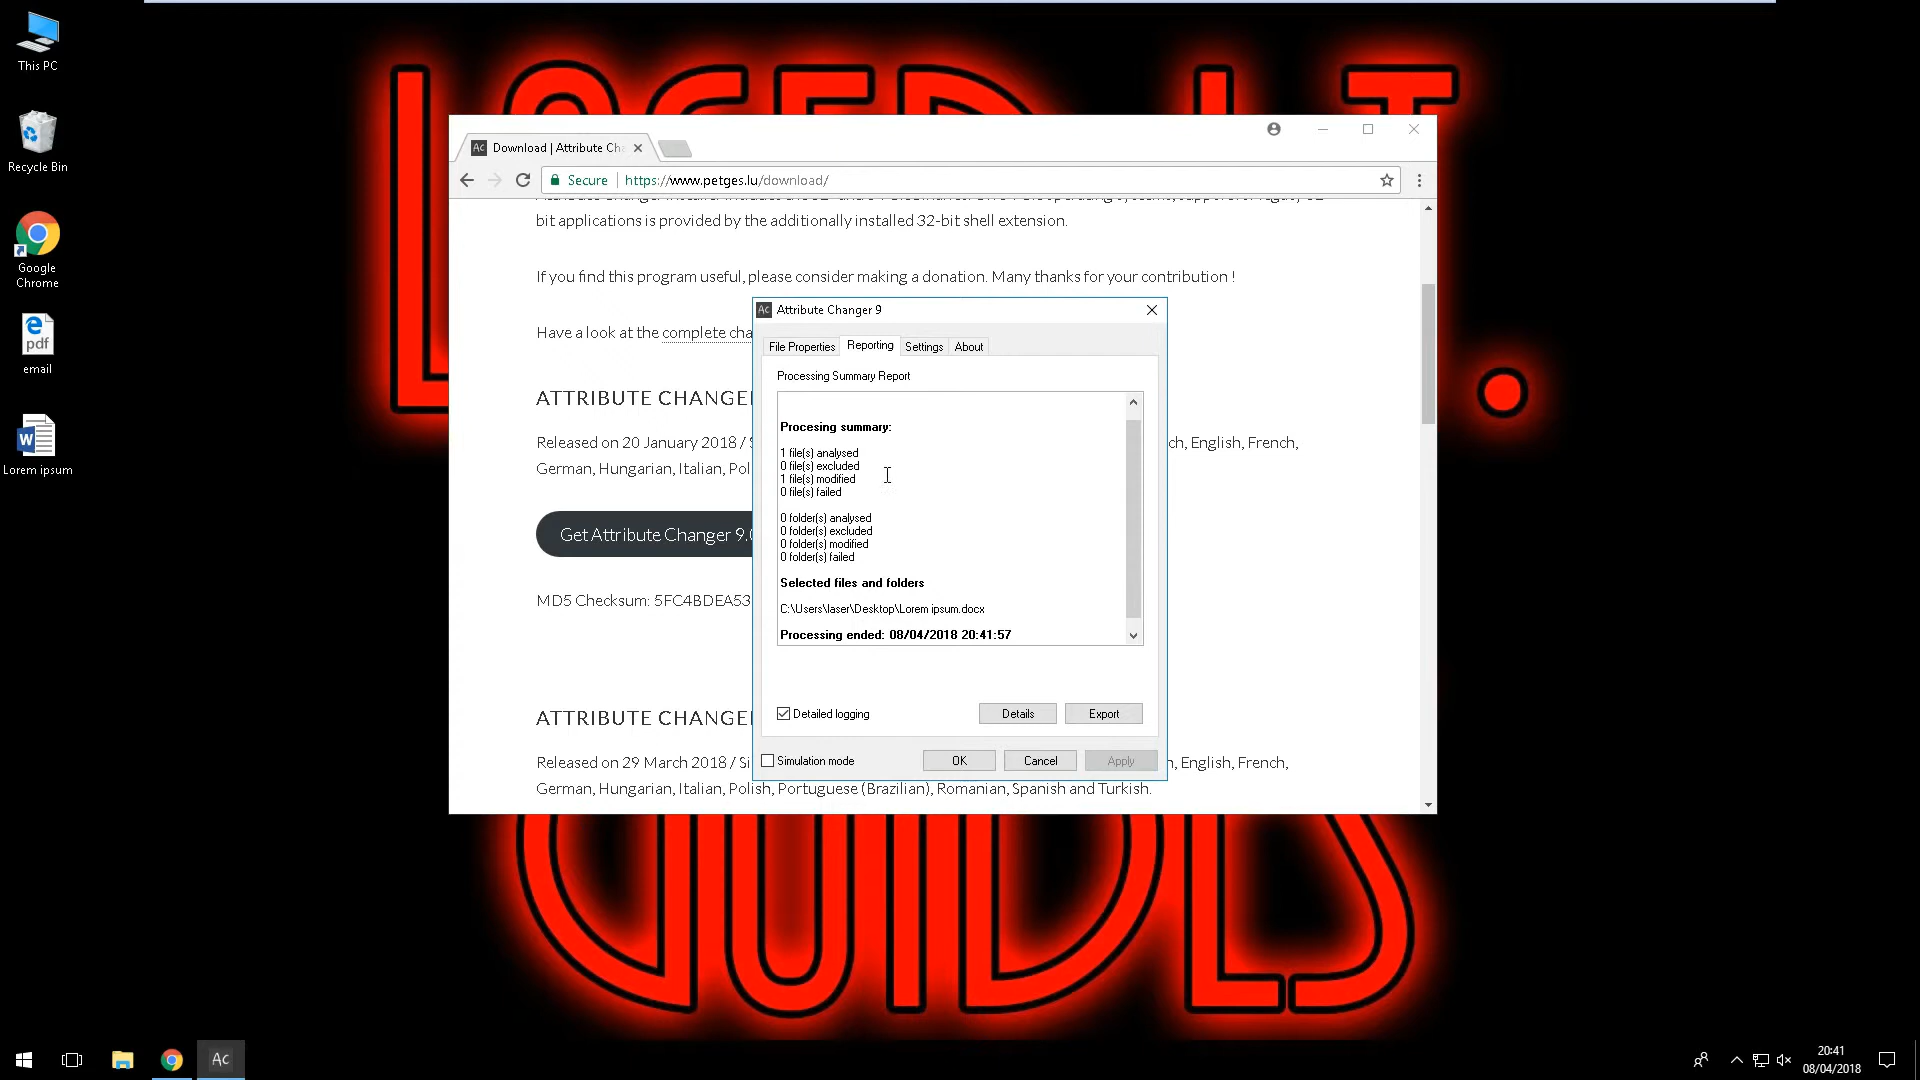 This PC
Recycle Bin
Google
Chrome
pdf
email
Lorem ipsum
LASER I.T.
GUIDES
Ac Download | Attribute Cha
Secure https://www.petges.lu/download/
bit applications is provided by the additionally installed 32-bit shell extension.
If you find this program useful, please consider making a donation. Many thanks for your contribution !
Have a look at the complete cha
ATTRIBUTE CHANGE
Released on 20 January 2018 / S
ch, English, French,
German, Hungarian, Italian, Pol
Get Attribute Changer 9.0
MD5 Checksum: 5FC4BDEA53
ATTRIBUTE CHANGE
Released on 29 March 2018 / Si
n, English, French,
German, Hungarian, Italian, Polish, Portuguese (Brazilian), Romanian, Spanish and Turkish.
Ac Attribute Changer 9
File Properties Reporting Settings About
Processing Summary Report
Procesing summary:
1 file(s) analysed
0 file(s) excluded
1 file(s) modified
0 file(s) failed
0 folder(s) analysed
0 folder(s) excluded
0 folder(s) modified
0 folder(s) failed
Selected files and folders
C:\Users\laser\Desktop\Lorem ipsum.docx
Processing ended: 08/04/2018 20:41:57
Detailed logging Details Export
Simulation mode OK Cancel Apply
Ac
20:41
08/04/2018